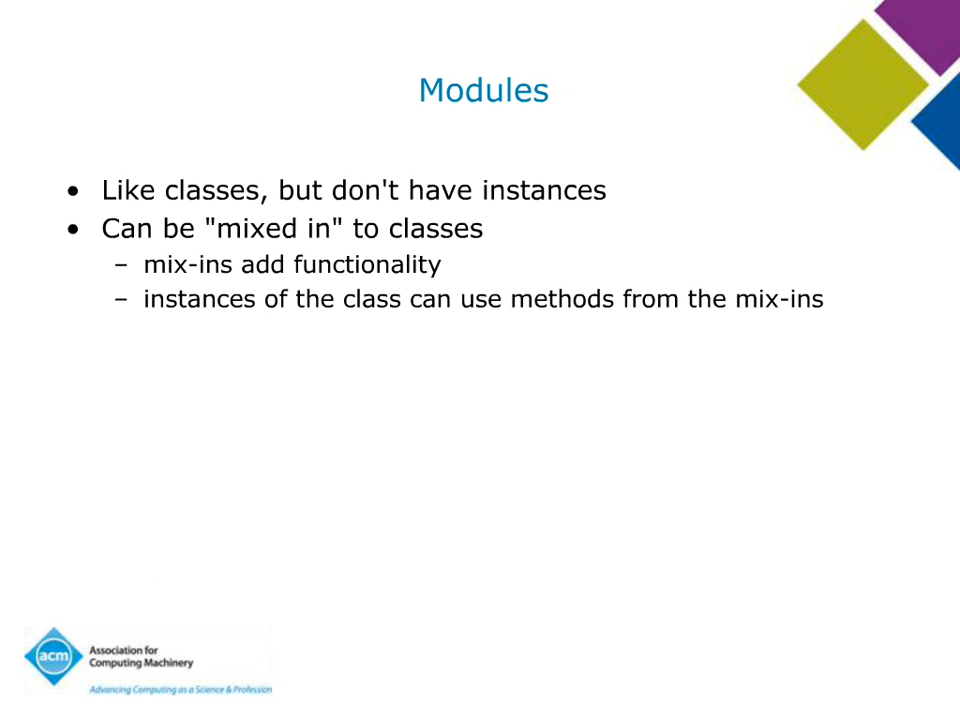 Modules
• Like classes, but don't have instances
• Can be "mixed in" to classes
– mix-ins add functionality
– instances of the class can use methods from the mix-ins
acm
Association for
Computing Machinery
Advancing Computing as a Science & Profession